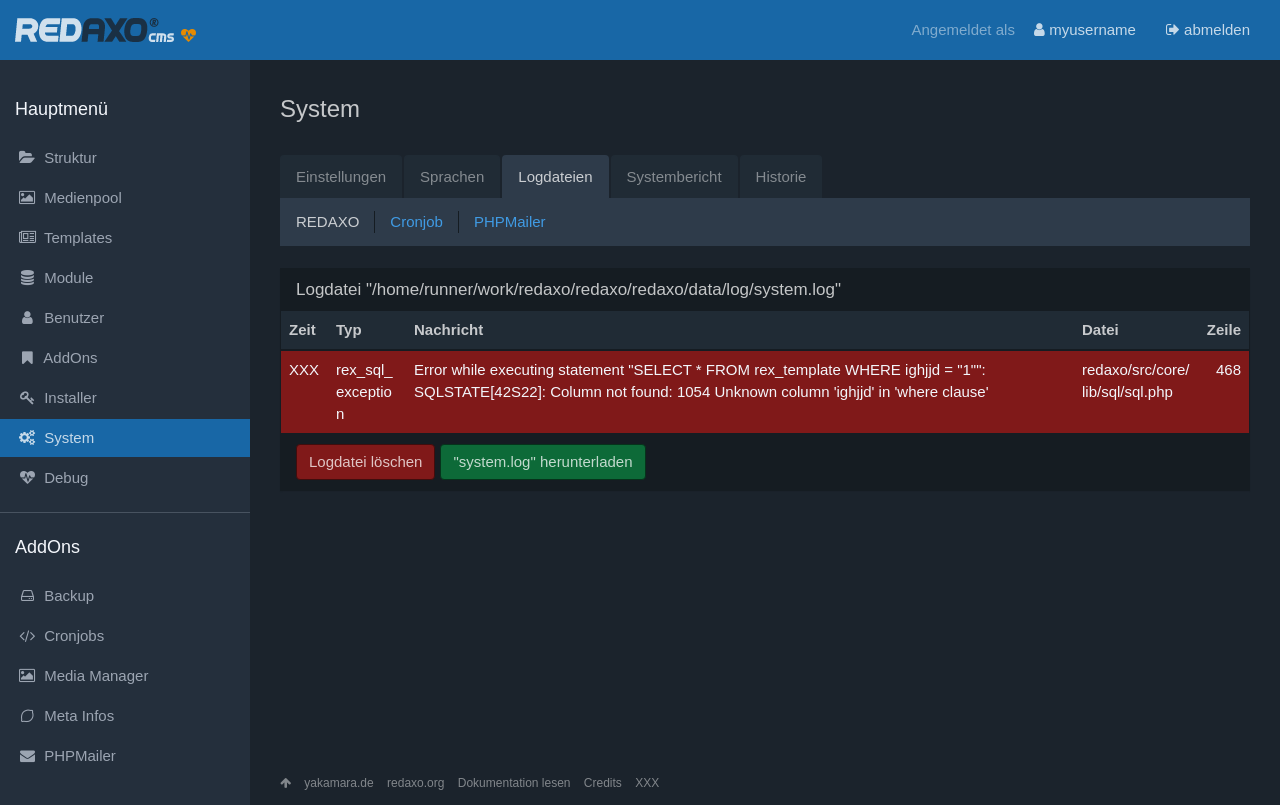 REDAXO® cms
Angemeldet als myusername abmelden
Hauptmenü
Struktur
Medienpool
Templates
Module
Benutzer
AddOns
Installer
System
Debug
AddOns
Backup
Cronjobs
Media Manager
Meta Infos
PHPMailer
System
Einstellungen Sprachen Logdateien Systembericht Historie
REDAXO Cronjob PHPMailer
Logdatei "/home/runner/work/redaxo/redaxo/redaxo/data/log/system.log"
Zeit Typ Nachricht Datei Zeile
XXX rex_sql_ Error while executing statement "SELECT * FROM rex_template WHERE ighjjd = "1"": redaxo/src/core/ 468
exceptio SQLSTATE[42S22]: Column not found: 1054 Unknown column 'ighjjd' in 'where clause' lib/sql/sql.php
n
Logdatei löschen "system.log" herunterladen
yakamara.de redaxo.org Dokumentation lesen Credits XXX